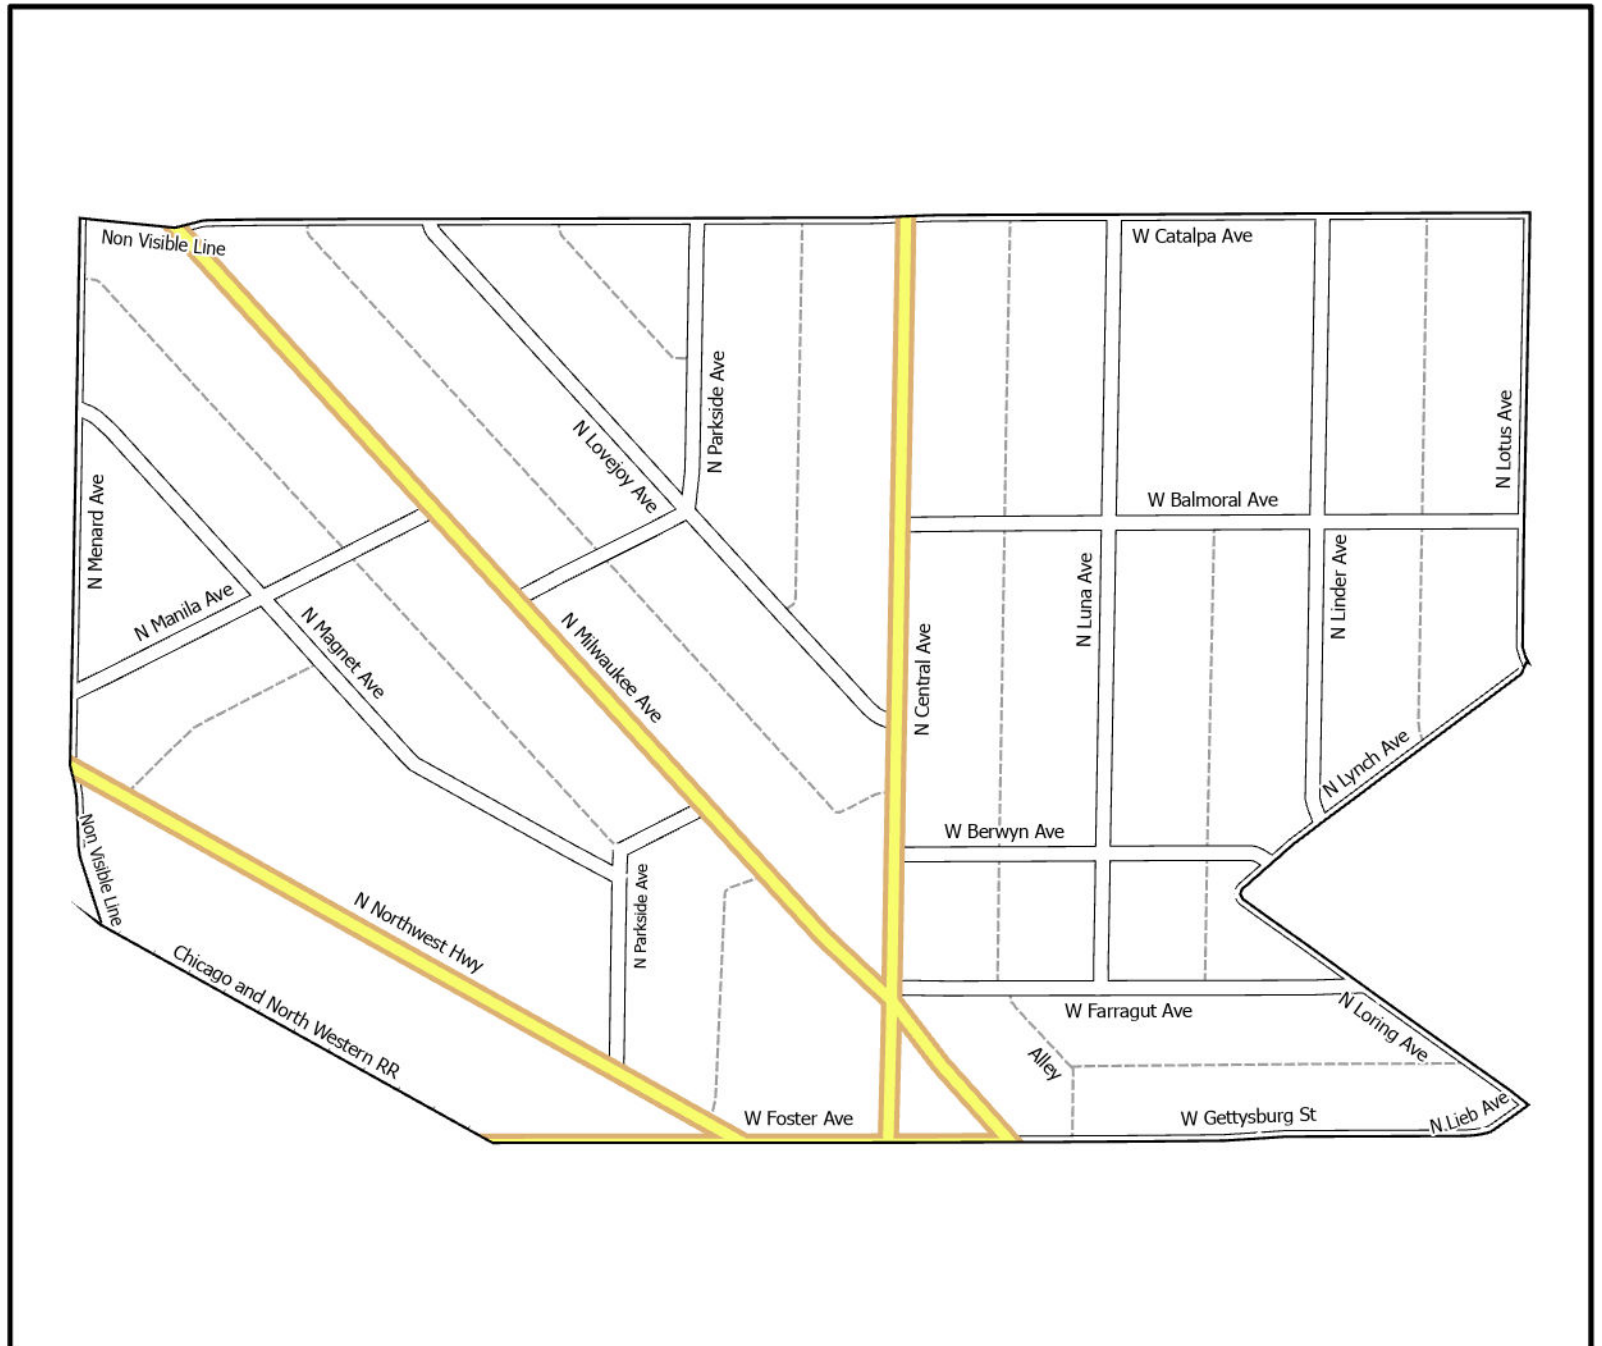 Non Visible Line
W Catalpa Ave
N Parkside Ave
N Lotus Ave
N Lovejoy Ave
N Menard Ave
W Balmoral Ave
N Linder Ave
N Luna Ave
N Manila Ave
N Magnet Ave
N Milwaukee Ave
N Central Ave
N Lynch Ave
W Berwyn Ave
Non Visible Line
N Parkside Ave
N Northwest Hwy
Chicago and North Western RR
W Farragut Ave
N Loring Ave
Alley
W Foster Ave
W Gettysburg St
N Lieb Ave